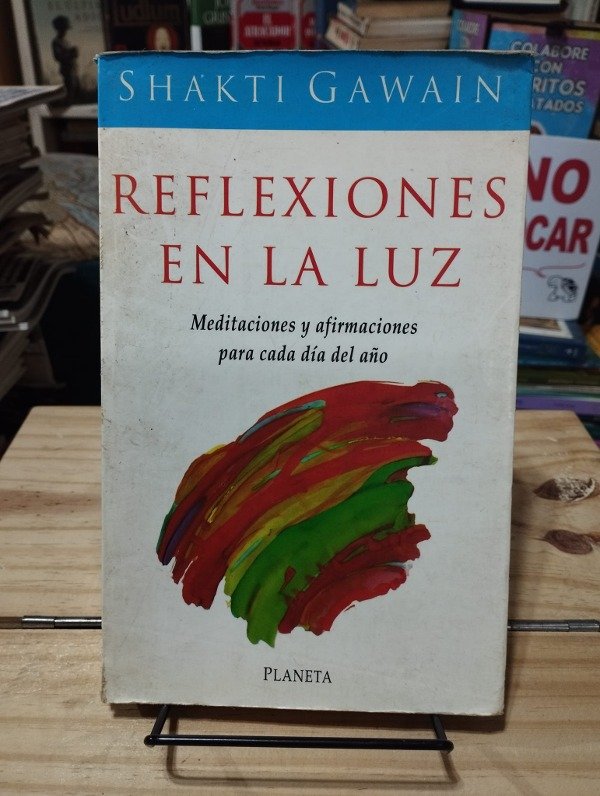 SHAKTI GAWAIN
REFLEXIONES
EN LA LUZ
Meditaciones y afirmaciones
para cada día del año
PLANETA
COLABORE
CON
NO
CAR